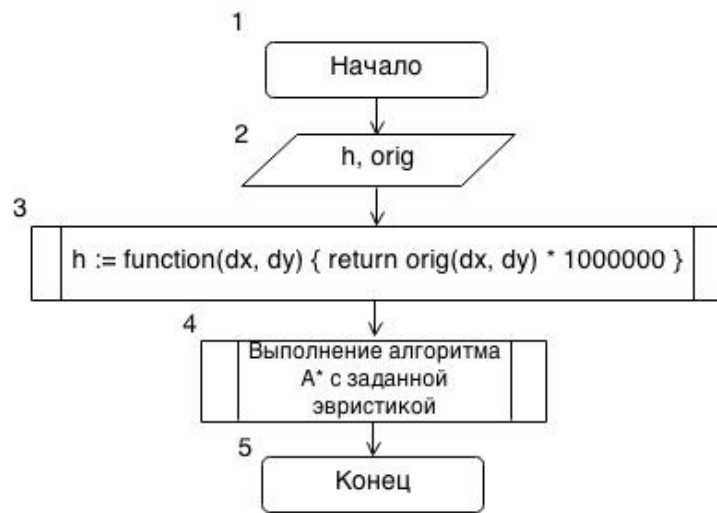 1
Начало
2
h, orig
3
h := function(dx, dy) { return orig(dx, dy) * 1000000 }
4
Выполнение алгоритма
A* с заданной
эвристикой
5
Конец